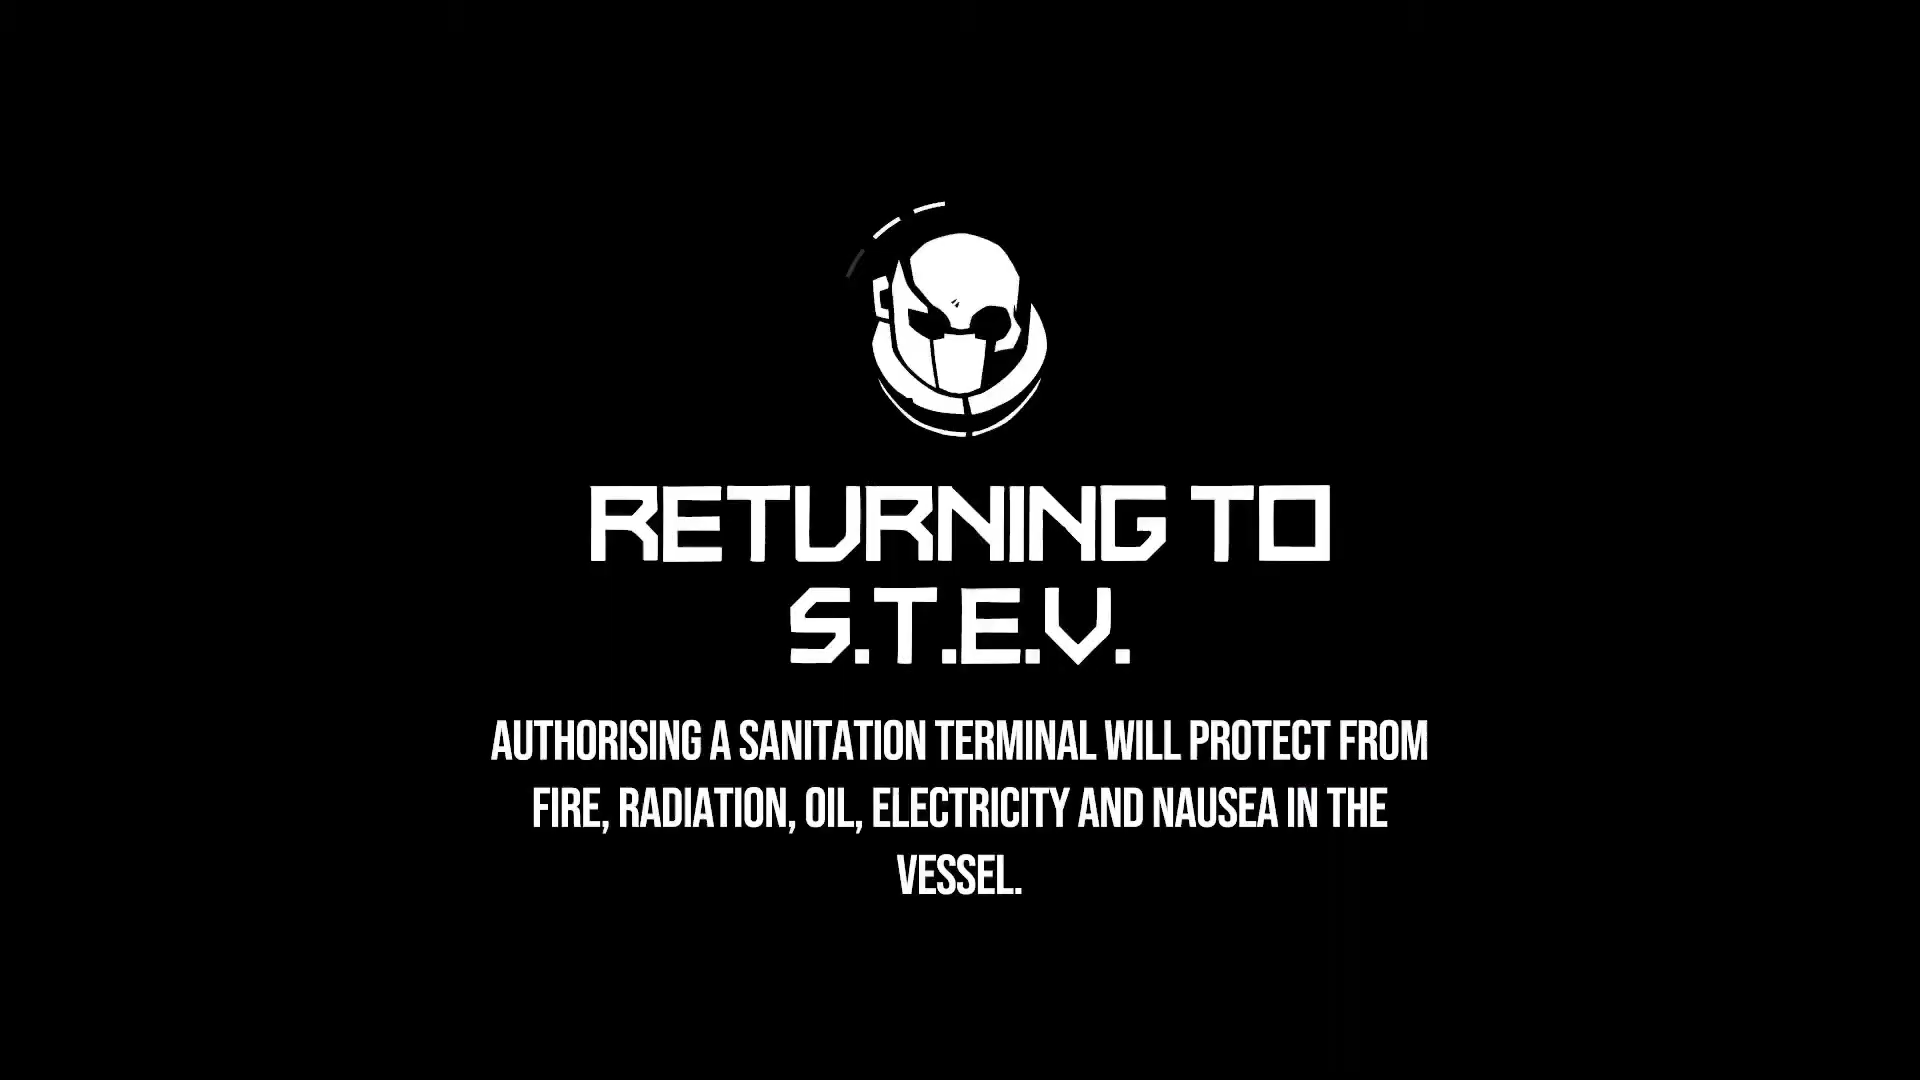 RETURNING TO
S.T.E.V.
AUTHORISING A SANITATION TERMINAL WILL PROTECT FROM
FIRE, RADIATION, OIL, ELECTRICITY AND NAUSEA IN THE
VESSEL.